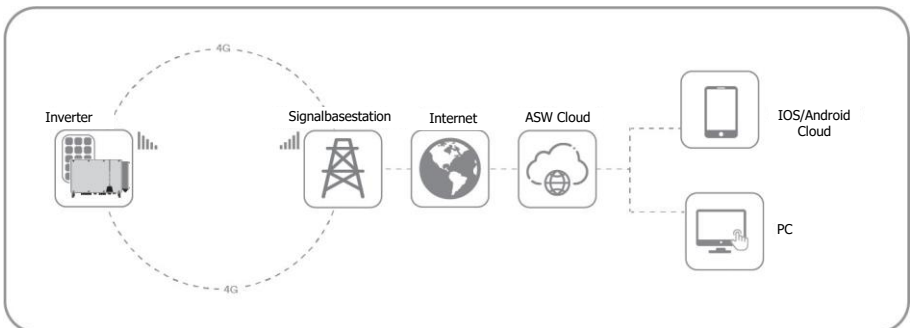 4G
Inverter
Signalbasestation
Internet
ASW Cloud
IOS/Android
Cloud
PC
4G